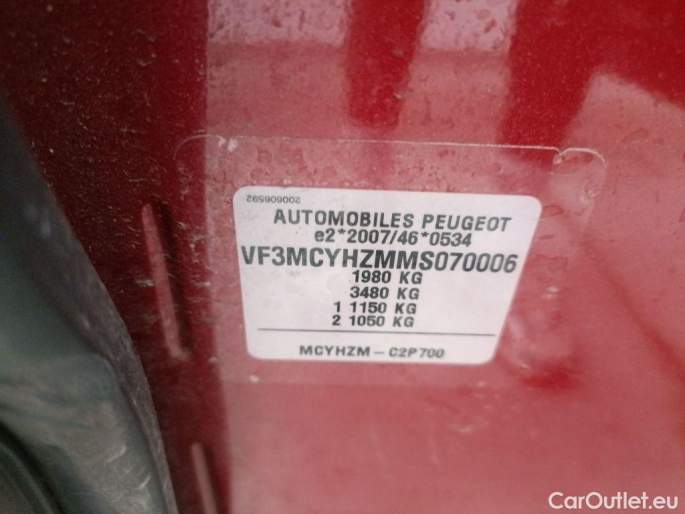 200606592
AUTOMOBILES PEUGEOT
e2*2007/46*0534
VF3MCYHZMMS070006
1980 KG
3480 KG
1 1150 KG
2 1050 KG
MCYHZM - C2P700
CarOutlet.eu